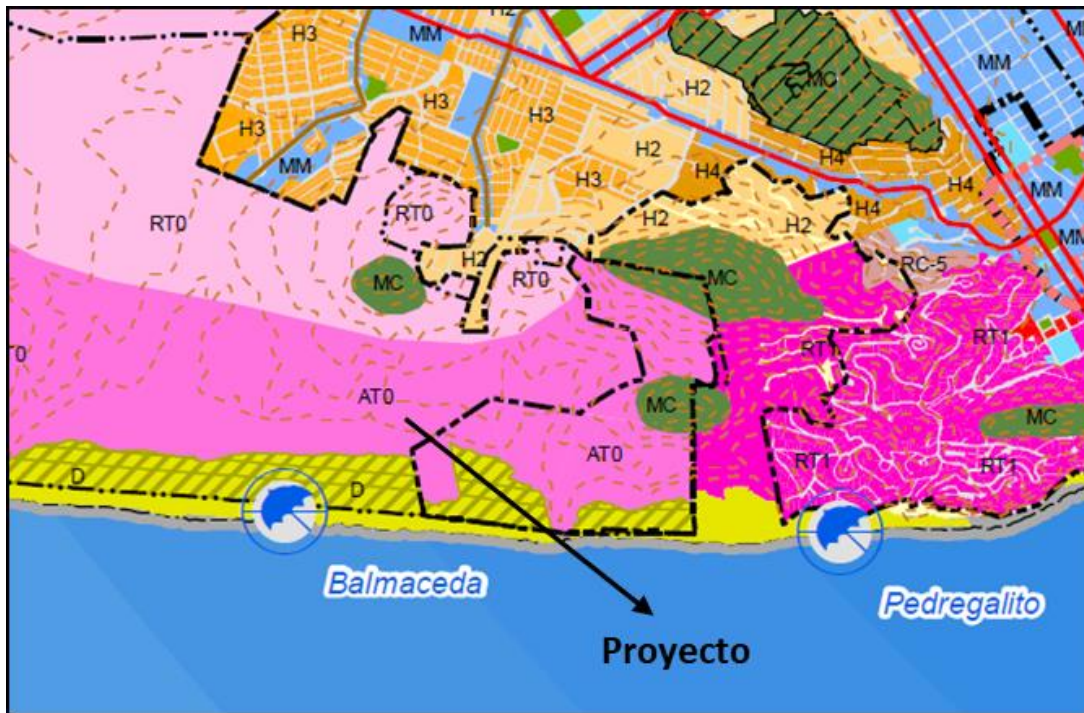 H2
H3
MM
MM
MC
H2
H3
H3
H3
H2
MM
H3
H4
H4
H4
MM
RT0
RT0
H2
H2
MM
H2
RT0
RC-5
MC
MC
RT1
RT1
AT0
MC
MC
AT0
RT1
RT1
D
D
Balmaceda
Pedregalito
Proyecto